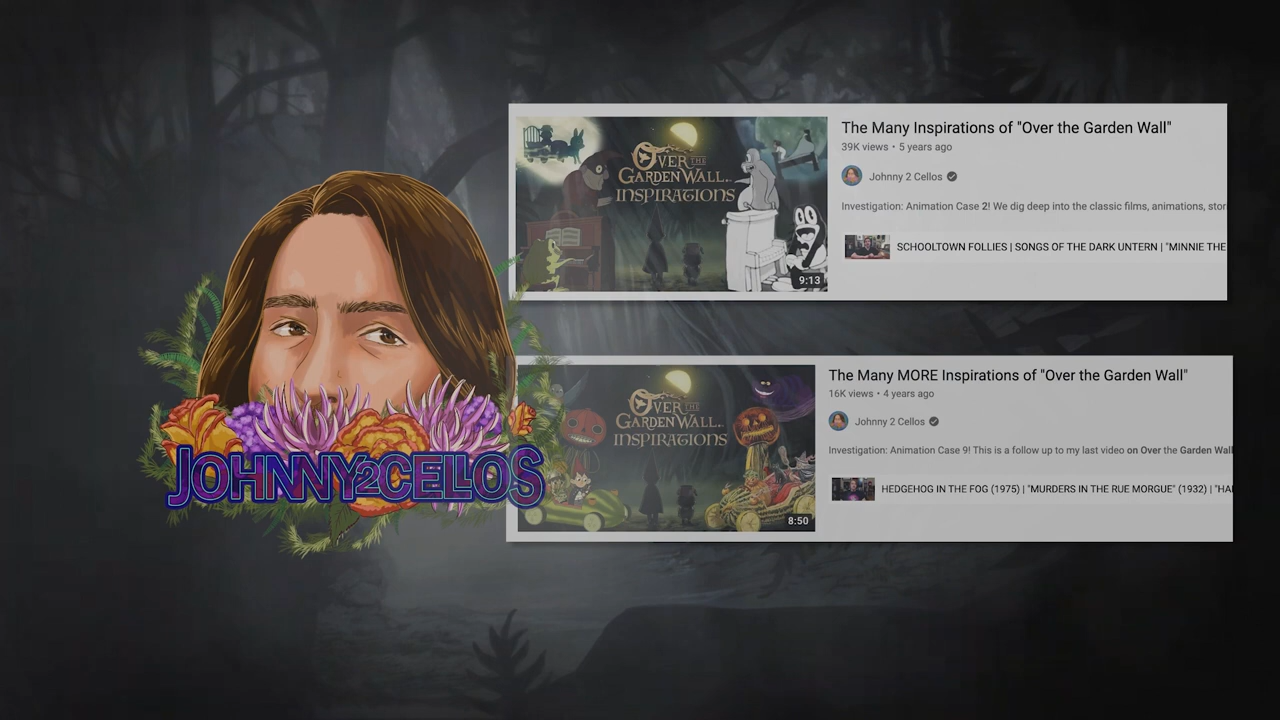 JOHNNY2CELLOS
OVER THE
GARDEN WALL
INSPIRATIONS
9:13
The Many Inspirations of "Over the Garden Wall"
39K views • 5 years ago
Johnny 2 Cellos
Investigation: Animation Case 2! We dig deep into the classic films, animations, stor
SCHOOLTOWN FOLLIES | SONGS OF THE DARK UNTERN | "MINNIE THE
OVER THE
GARDEN WALL
INSPIRATIONS
8:50
The Many MORE Inspirations of "Over the Garden Wall"
16K views • 4 years ago
Johnny 2 Cellos
Investigation: Animation Case 9! This is a follow up to my last video on Over the Garden Wall
HEDGEHOG IN THE FOG (1975) | "MURDERS IN THE RUE MORGUE" (1932) | "HA